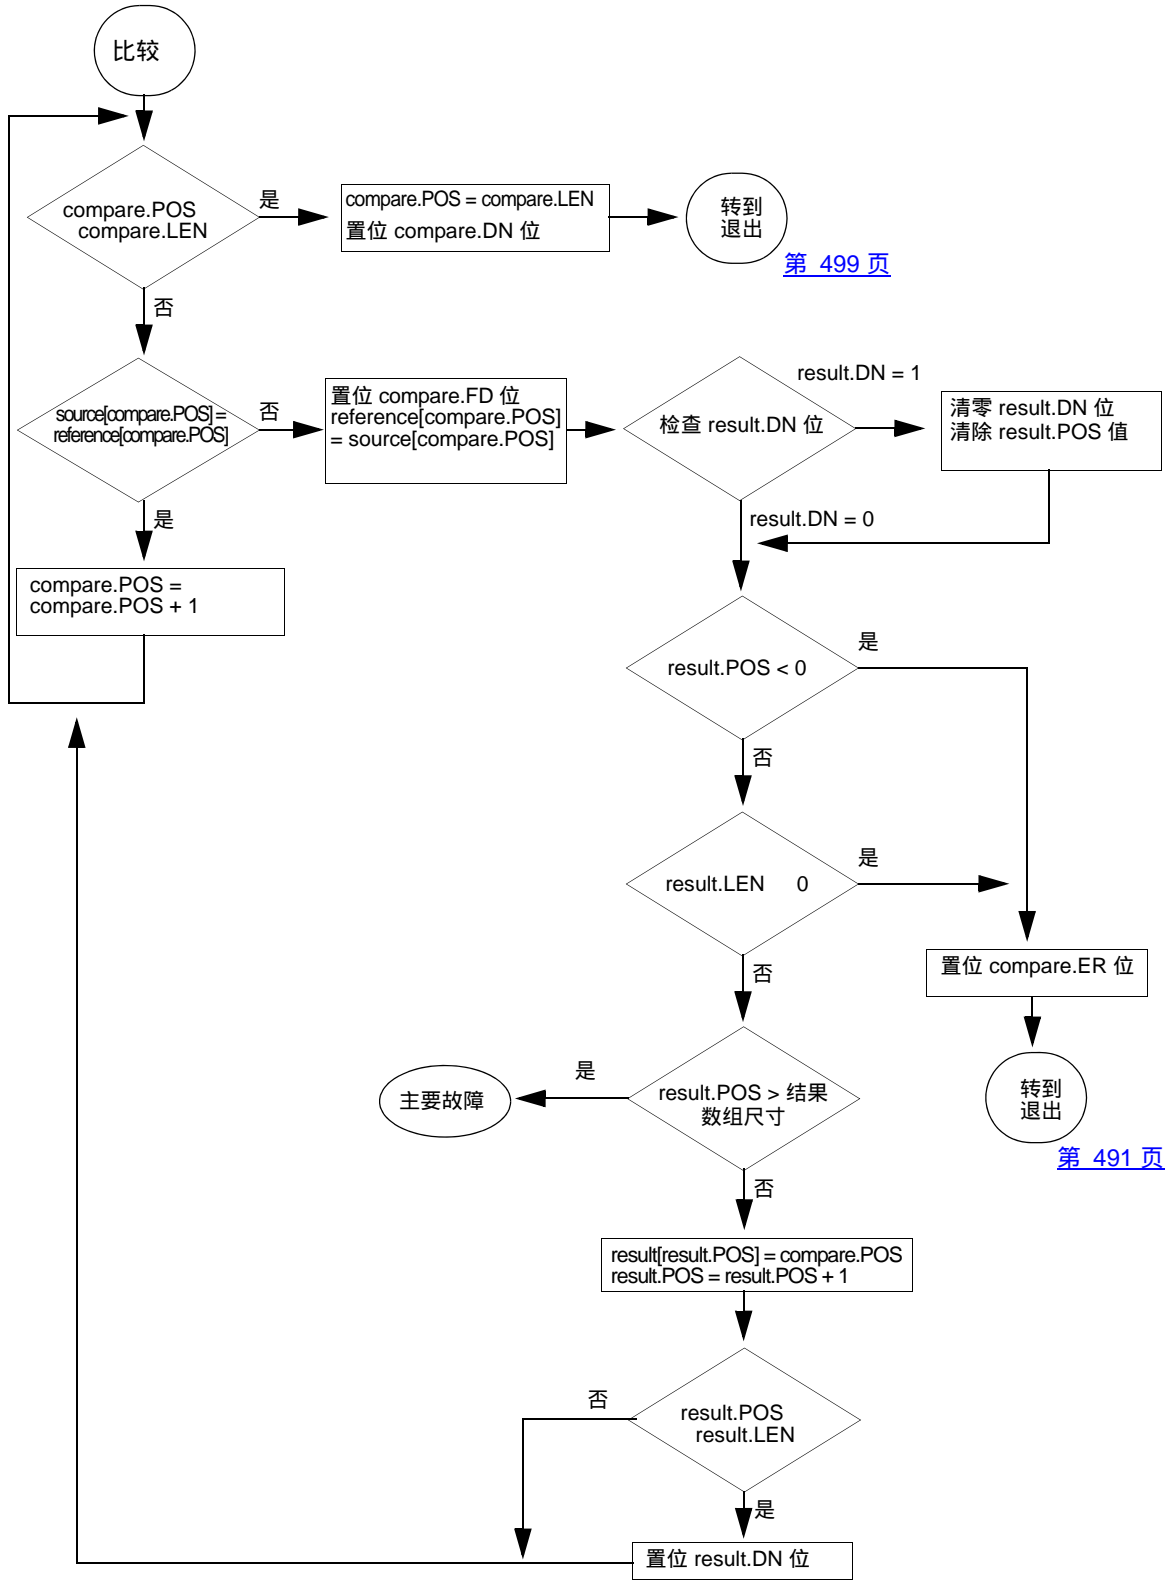 比较
compare.POS
compare.LEN
是
compare.POS = compare.LEN
置位 compare.DN 位
转到
退出
第 499 页
否
source[compare.POS] =
reference[compare.POS]
否
置位 compare.FD 位
reference[compare.POS]
= source[compare.POS]
检查 result.DN 位
result.DN = 1
清零 result.DN 位
清除 result.POS 值
是
result.DN = 0
compare.POS =
compare.POS + 1
result.POS < 0
是
否
result.LEN 0
是
否
置位 compare.ER 位
转到
退出
第 491 页
result.POS > 结果
数组尺寸
是
主要故障
否
result[result.POS] = compare.POS
result.POS = result.POS + 1
result.POS
result.LEN
否
是
置位 result.DN 位